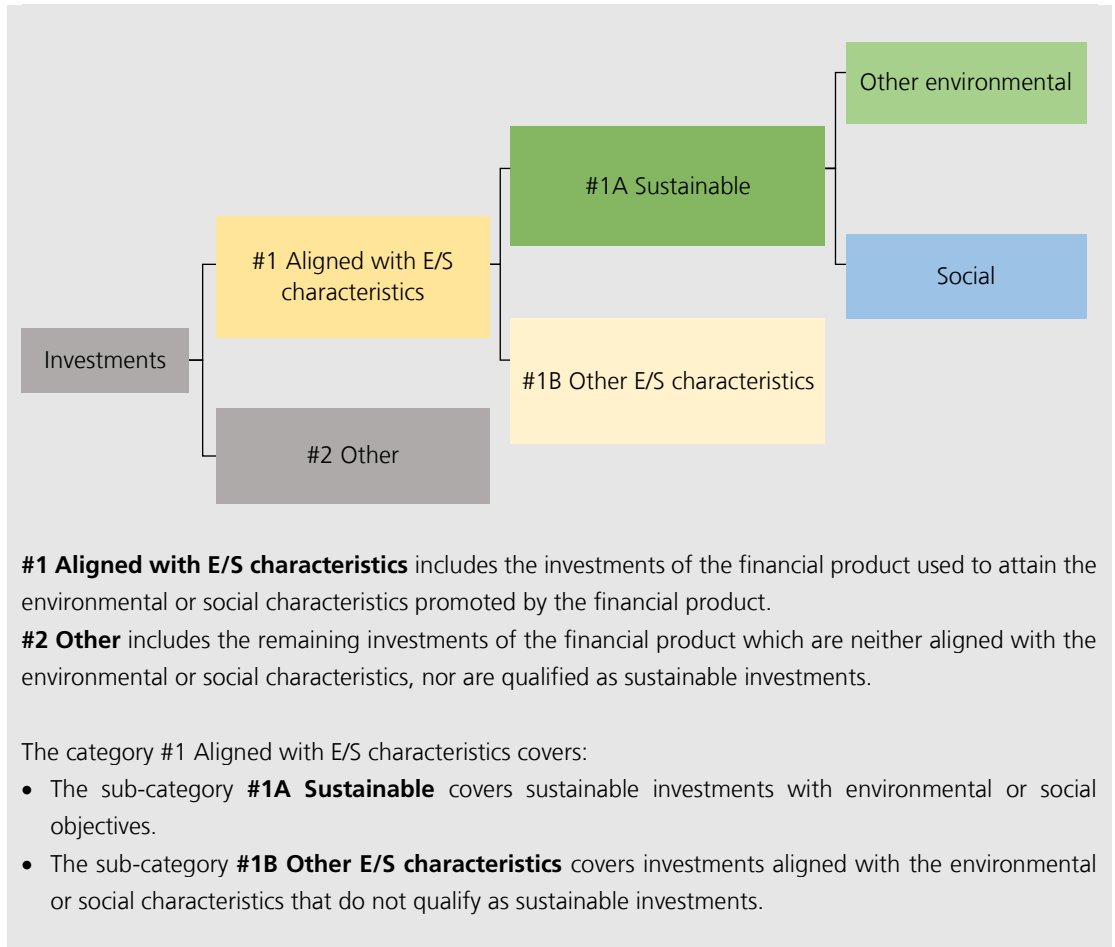 Other environmental
#1A Sustainable
#1 Aligned with E/S
characteristics
Social
Investments
#1B Other E/S characteristics
#2 Other
#1 Aligned with E/S characteristics includes the investments of the financial product used to attain the
environmental or social characteristics promoted by the financial product.
#2 Other includes the remaining investments of the financial product which are neither aligned with the
environmental or social characteristics, nor are qualified as sustainable investments.
The category #1 Aligned with E/S characteristics covers:
• The sub-category #1A Sustainable covers sustainable investments with environmental or social
objectives.
• The sub-category #1B Other E/S characteristics covers investments aligned with the environmental
or social characteristics that do not qualify as sustainable investments.